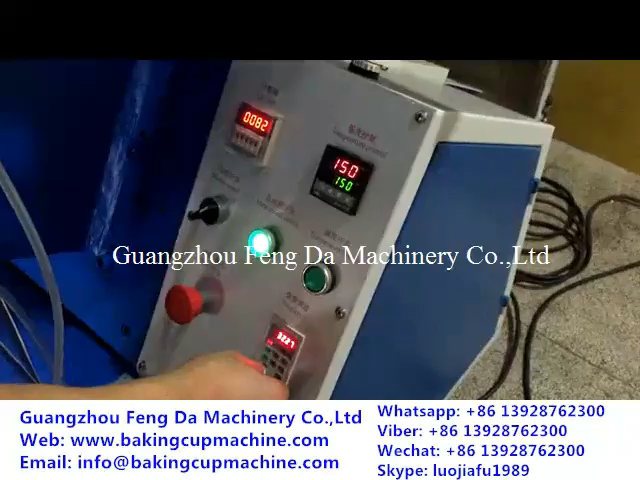 0082
150
150
Guangzhou Feng Da Machinery Co.,Ltd
Guangzhou Feng Da Machinery Co.,Ltd
Web: www.bakingcupmachine.com
Email: info@bakingcupmachine.com
Whatsapp: +86 13928762300
Viber: +86 13928762300
Wechat: +86 13928762300
Skype: luojiafu1989